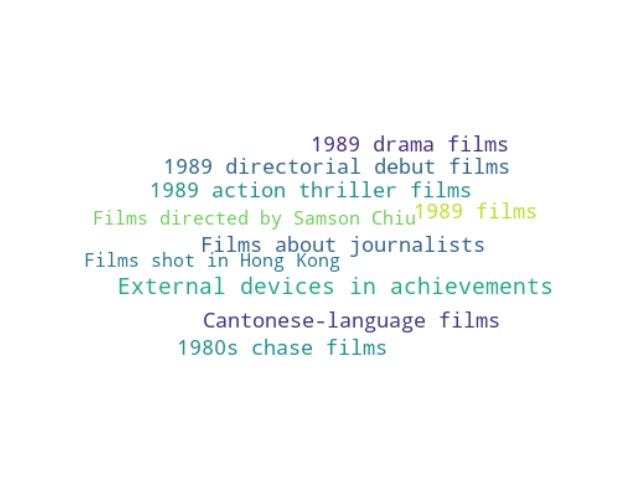 1989 drama films
1989 directorial debut films
1989 action thriller films
Films directed by Samson Chiu
1989 films
Films about journalists
Films shot in Hong Kong
External devices in achievements
Cantonese-language films
1980s chase films